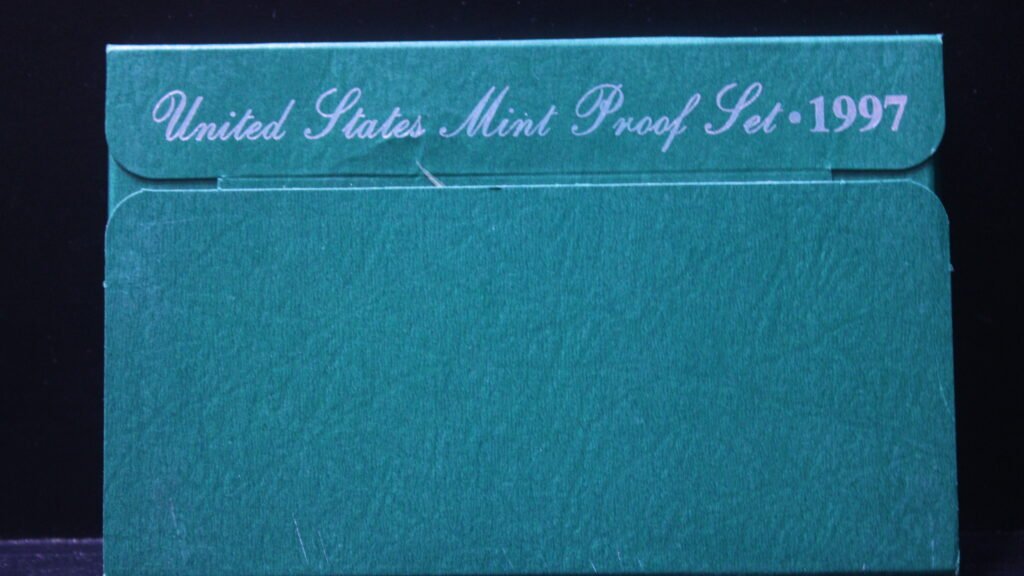 United States Mint Proof Set • 1997